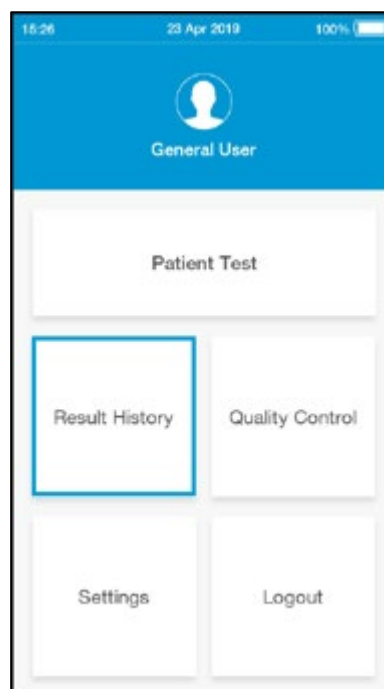 15:26 23 Apr 2019 100%
General User
Patient Test
Result History Quality Control
Settings Logout